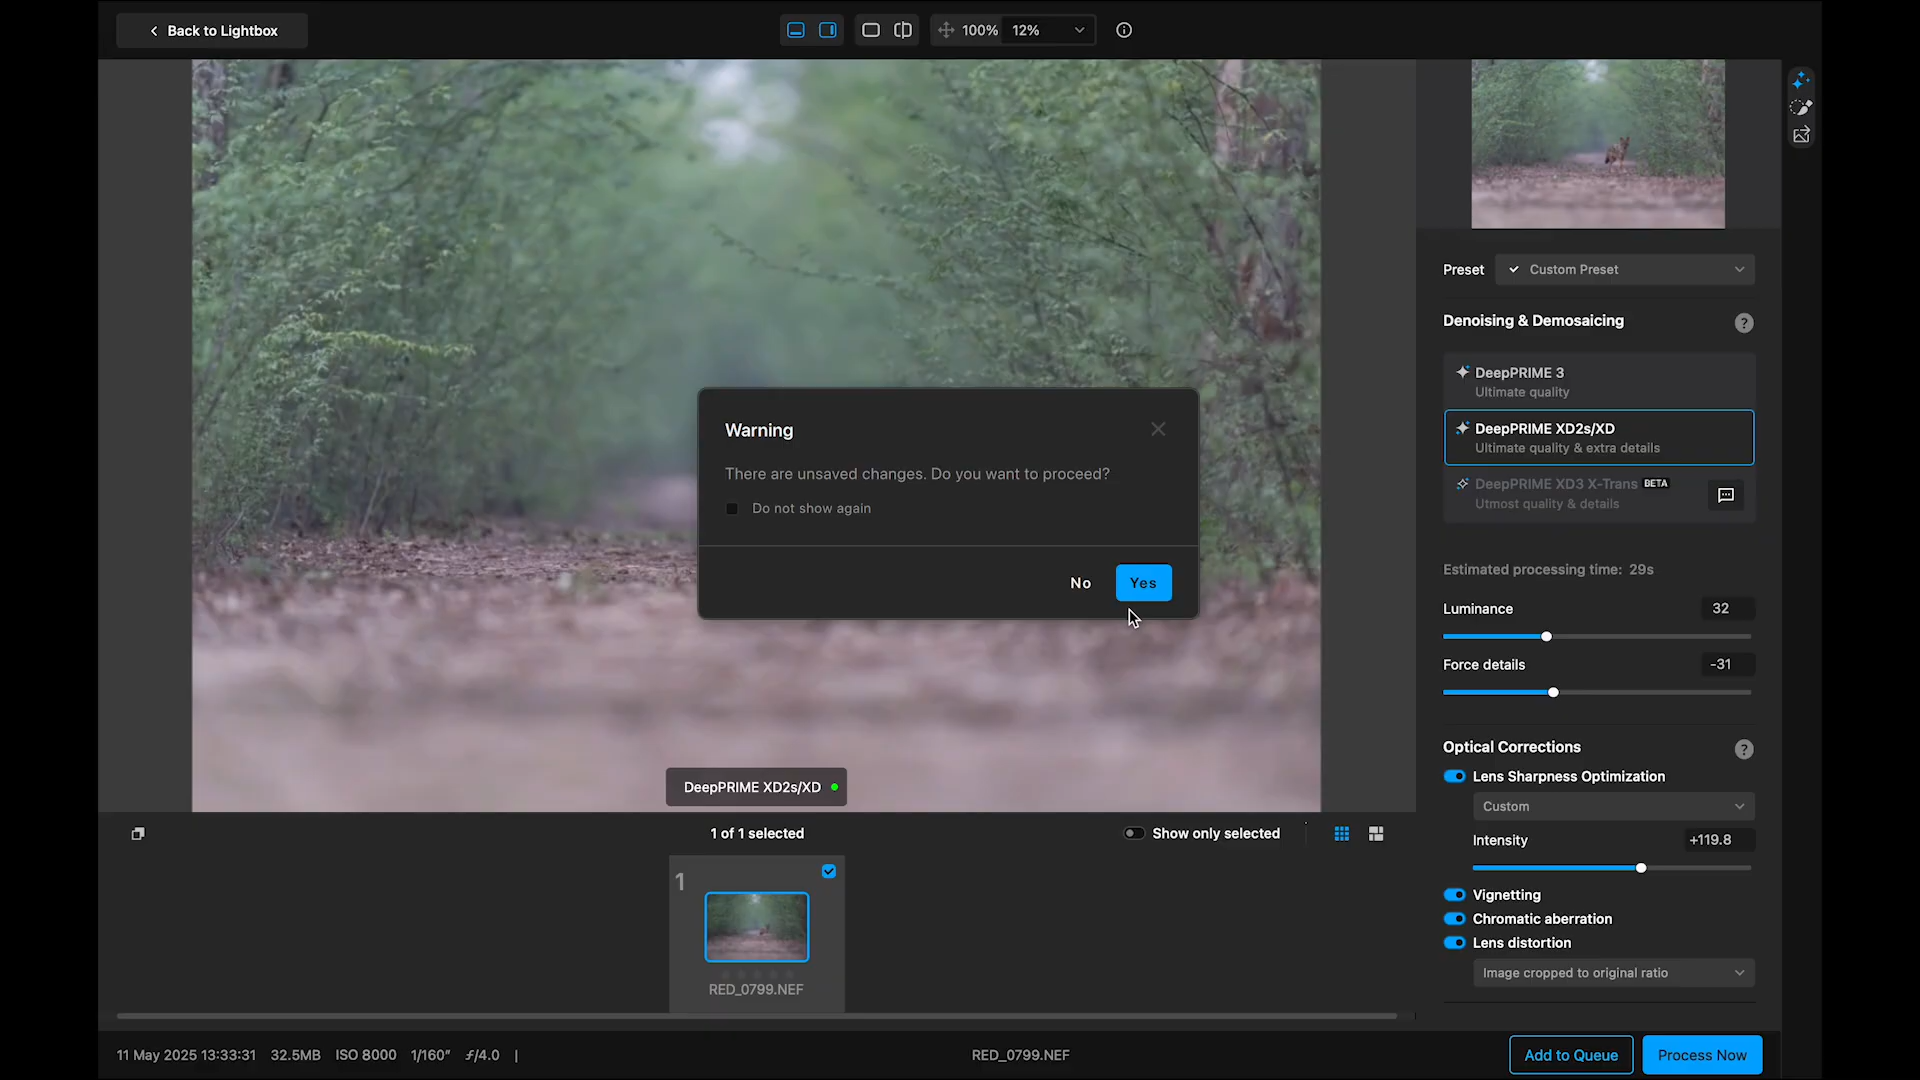 Back to Lightbox
100%
12%
Preset
Custom Preset
Denoising & Demosaicing
?
DeepPRIME 3
Ultimate quality
DeepPRIME XD2s/XD
Ultimate quality & extra details
DeepPRIME XD3 X-Trans BETA
Utmost quality & details
Estimated processing time: 29s
Luminance
32
Force details
-31
Optical Corrections
?
Lens Sharpness Optimization
Custom
Intensity
+119.8
Vignetting
Chromatic aberration
Lens distortion
Image cropped to original ratio
Warning
There are unsaved changes. Do you want to proceed?
Do not show again
No
Yes
DeepPRIME XD2s/XD
1 of 1 selected
Show only selected
1
RED_0799.NEF
11 May 2025 13:33:31 32.5MB ISO 8000 1/160″ ƒ/4.0 |
RED_0799.NEF
Add to Queue
Process Now